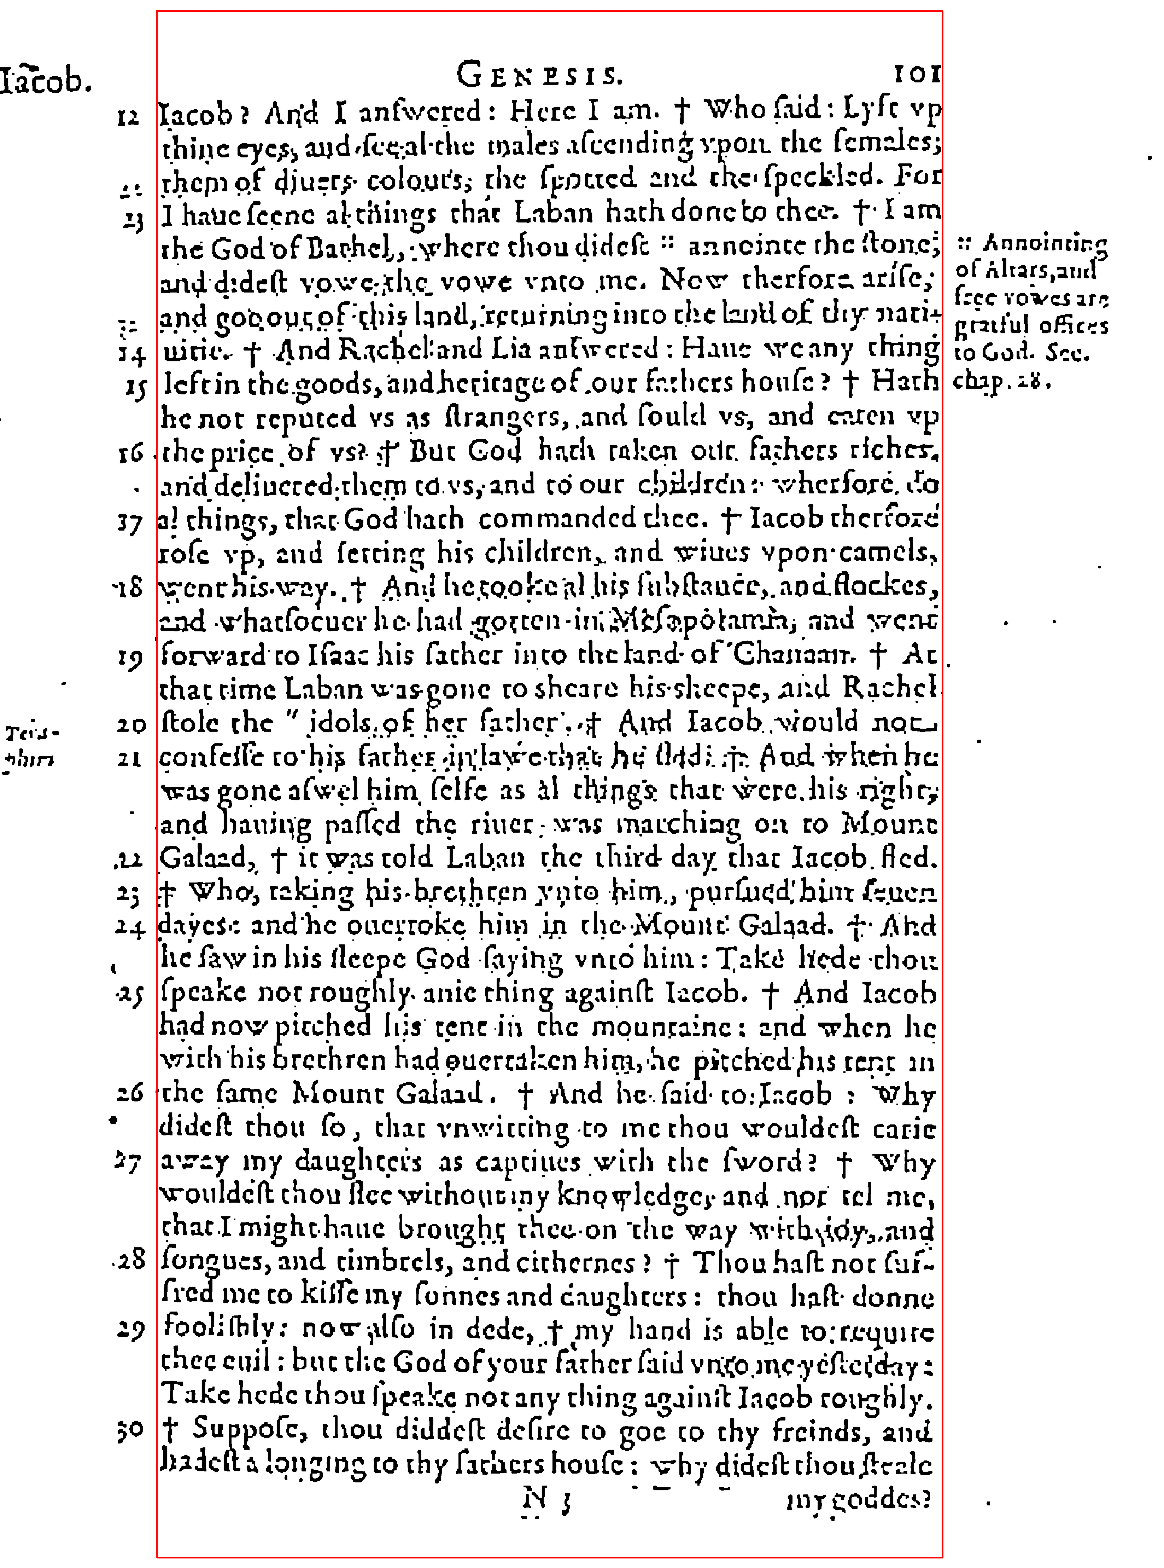 Iacob.
GENESIS. 101
12 Iacob? And I anſwered: Here I am. † Who ſaid: Lyft vp
thine eyes, and ſee al the males aſcending vpon the females;
them of diuers colours, the ſpotted and the ſpeckled. For
13 I haue ſeene al things that Laban hath done to thee. † I am
the God of Bethel, where thou dideſt :: annointe the ſtone,
and dideſt vowe the vowe vnto me. Now therfore ariſe,
and goe out of this land, returning into the land of thy nati-
14 uitie. † And Rachel and Lia anſwered: Haue we any thing
15 left in the goods, and heritage of our fathers houſe? † Hath
he not reputed vs as ſtrangers, and ſould vs, and eaten vp
16 the price of vs? † But God hath taken our fathers riches,
and deliuered them to vs, and to our children: wherfore do
17 al things, that God hath commanded thee. † Iacob therfore
roſe vp, and ſetting his children, and wiues vpon camels,
18 went his way. † And he tooke al his ſubſtance, and flockes,
and whatſoeuer he had gotten in Meſopotamia, and went
19 forward to Iſaac his father into the land of Chanaan. † At
that time Laban was gone to sheare his sheepe, and Rachel
20 ſtole the " idols of her father. † And Iacob would not
21 confeſſe to his father in lawe that he fledd. † And when he
was gone aſwel him ſelfe as al things that were his right,
and hauing paſſed the riuer was marching on to Mount
22 Galaad, † it was told Laban the third day that Iacob fled.
23 † Who, taking his brethren vnto him, purſued him ſeuen
24 dayes: and he ouertoke him in the Mount Galaad. † And
he ſaw in his ſleepe God ſaying vnto him: Take hede thou
25 ſpeake not roughly anie thing againſt Iacob. † And Iacob
had now pitched his tent in the mountaine: and when he
with his brethren had ouertaken him, he pitched his tent in
26 the ſame Mount Galaad. † And he ſaid to Iacob: Why
dideſt thou ſo, that vnwitting to me thou wouldeſt carie
27 away my daughters as captiues with the ſword? † Why
wouldeſt thou flee without my knowledge, and not tel me,
that I might haue brought thee on the way with ioy, and
28 ſongues, and timbrels, and cithernes? † Thou haſt not ſuf-
fred me to kiſſe my ſonnes and daughters: thou haſt donne
29 fooliſhly: now alſo in dede, † my hand is able to require
thee euil: but the God of your father ſaid vnto me yeſterday:
Take hede thou ſpeake not any thing againſt Iacob roughly.
30 † Suppoſe, thou diddeſt deſire to goe to thy freinds, and
hadeſt a longing to thy fathers houſe: why dideſt thou ſteale
N 3 my goddes?
:: Annointing
of Altars, and
free vowes are
grateful offices
to God. See.
chap. 28.
Tera-
phim